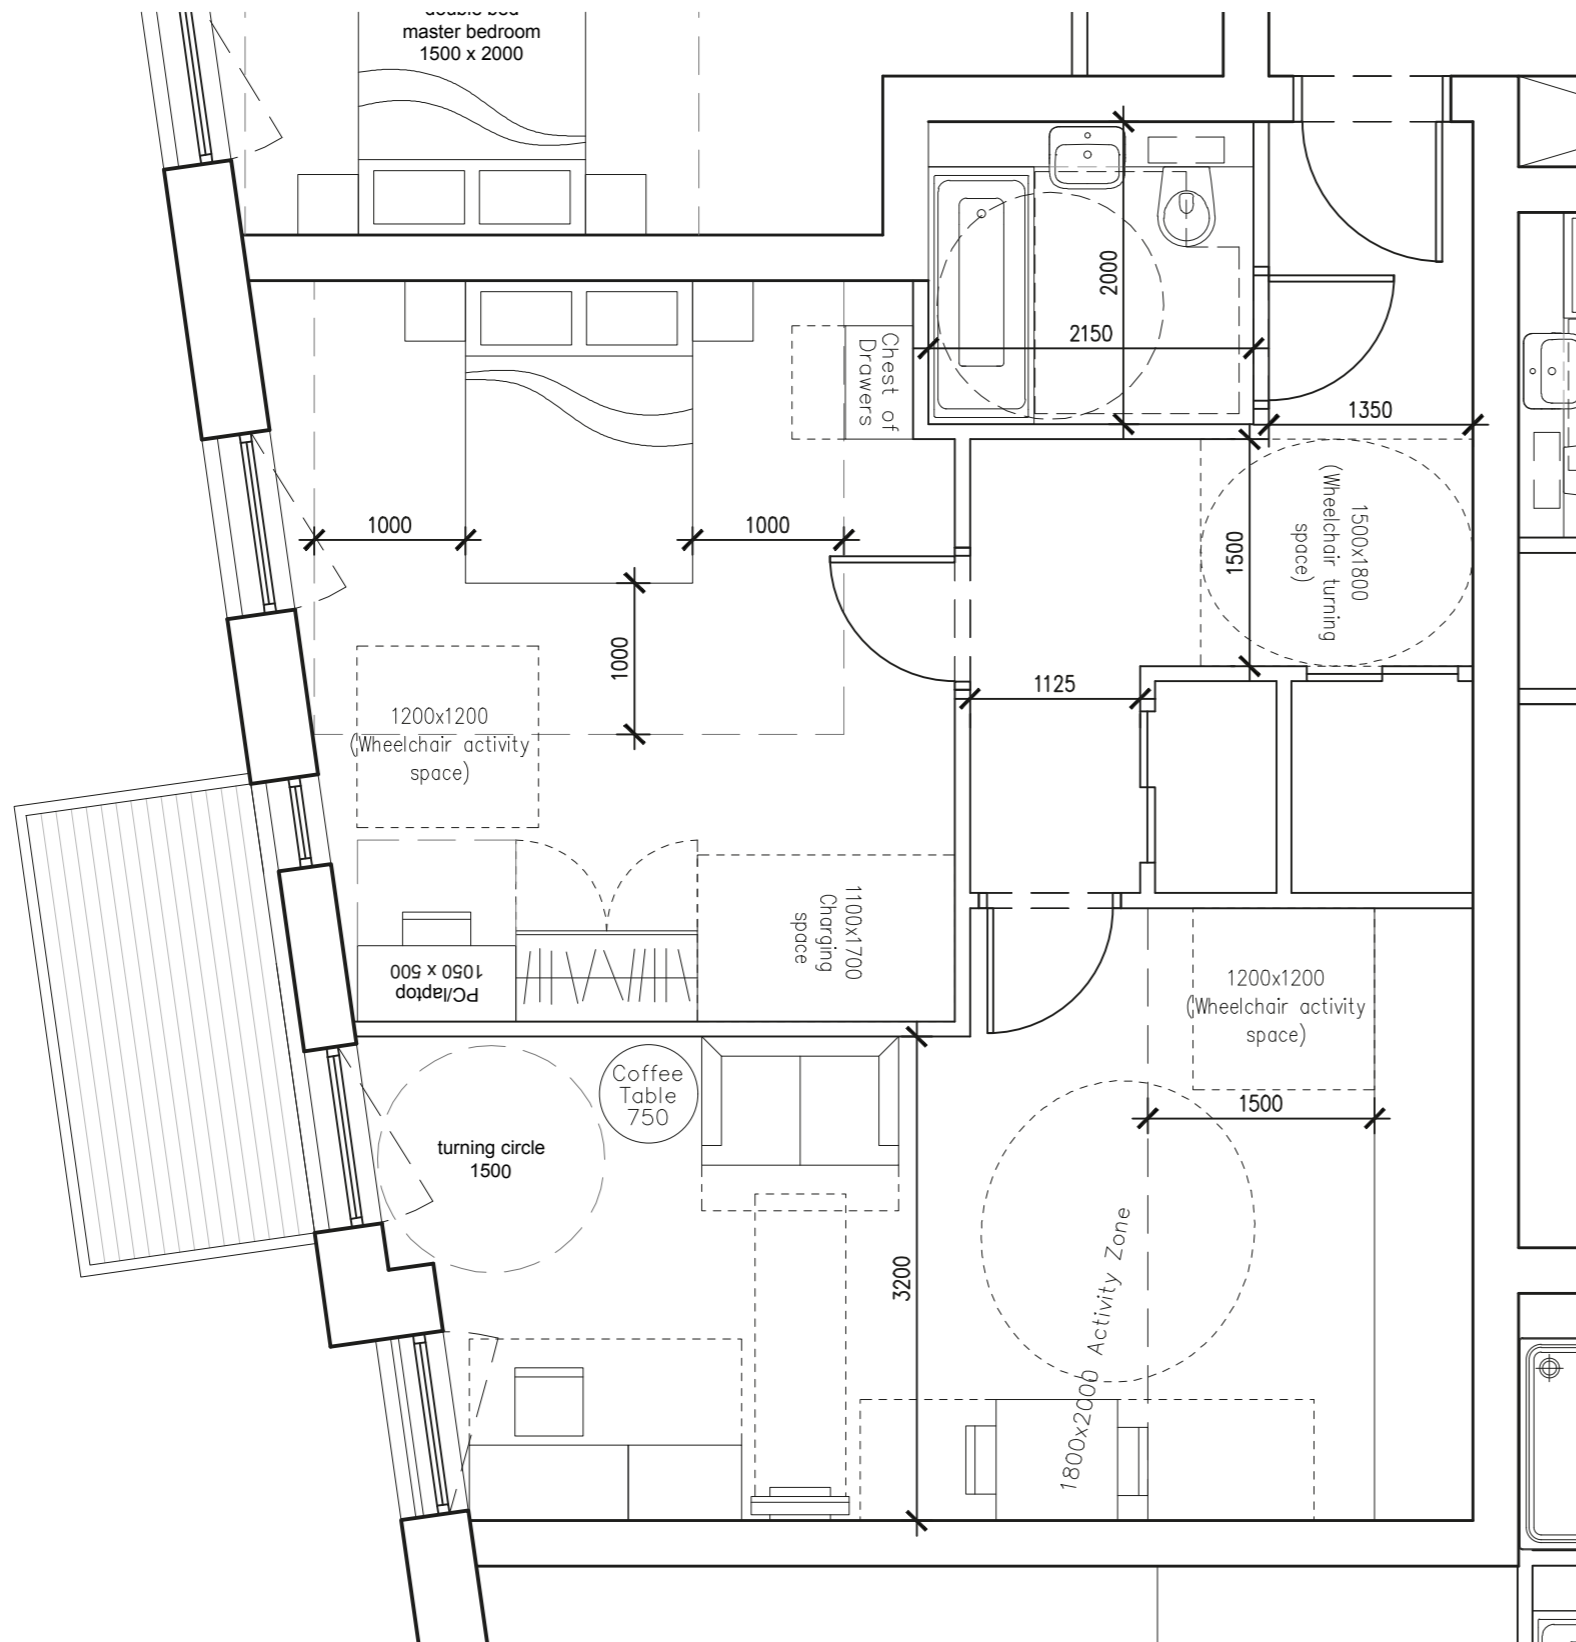 master bedroom
1500 x 2000
Chest of
Drawers
2000
2150
1350
1000
1000
1500
1500x1800
(Wheelchair turning
space)
1000
1125
1200x1200
(Wheelchair activity
space)
1100x1700
Charging
space
PC/laptop
1050 x 500
1200x1200
(Wheelchair activity
space)
Coffee
Table
750
1500
turning circle
1500
3200
1800x2000 Activity Zone